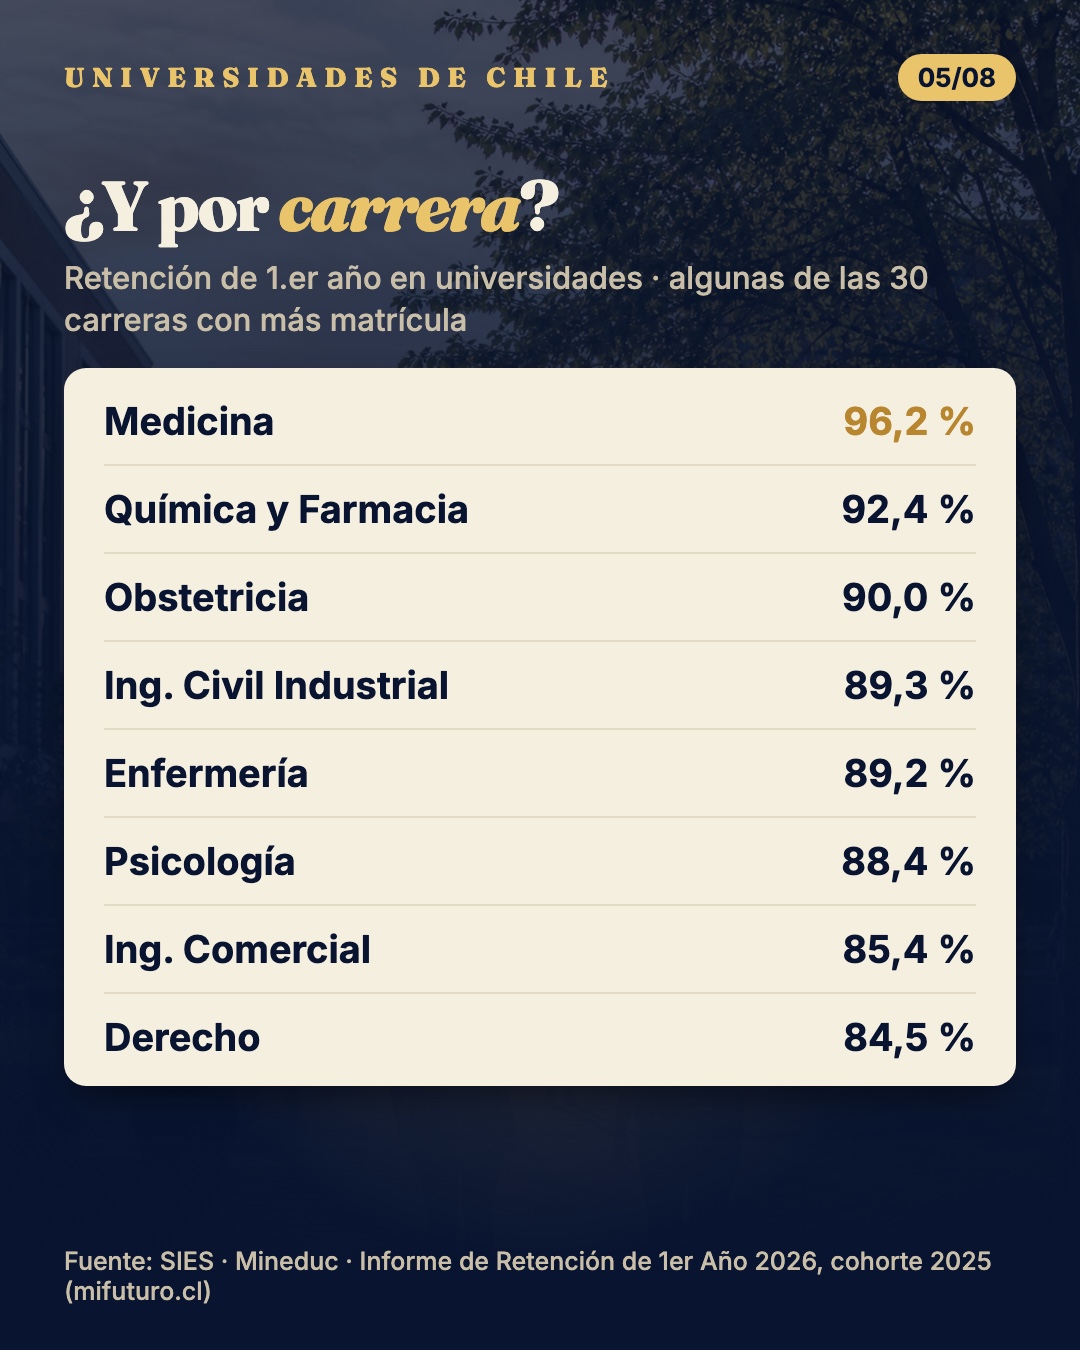 UNIVERSIDADES DE CHILE
05/08
¿Y por carrera?
Retención de 1.er año en universidades · algunas de las 30
carreras con más matrícula
Medicina 96,2 %
Química y Farmacia 92,4 %
Obstetricia 90,0 %
Ing. Civil Industrial 89,3 %
Enfermería 89,2 %
Psicología 88,4 %
Ing. Comercial 85,4 %
Derecho 84,5 %
Fuente: SIES · Mineduc · Informe de Retención de 1er Año 2026, cohorte 2025
(mifuturo.cl)